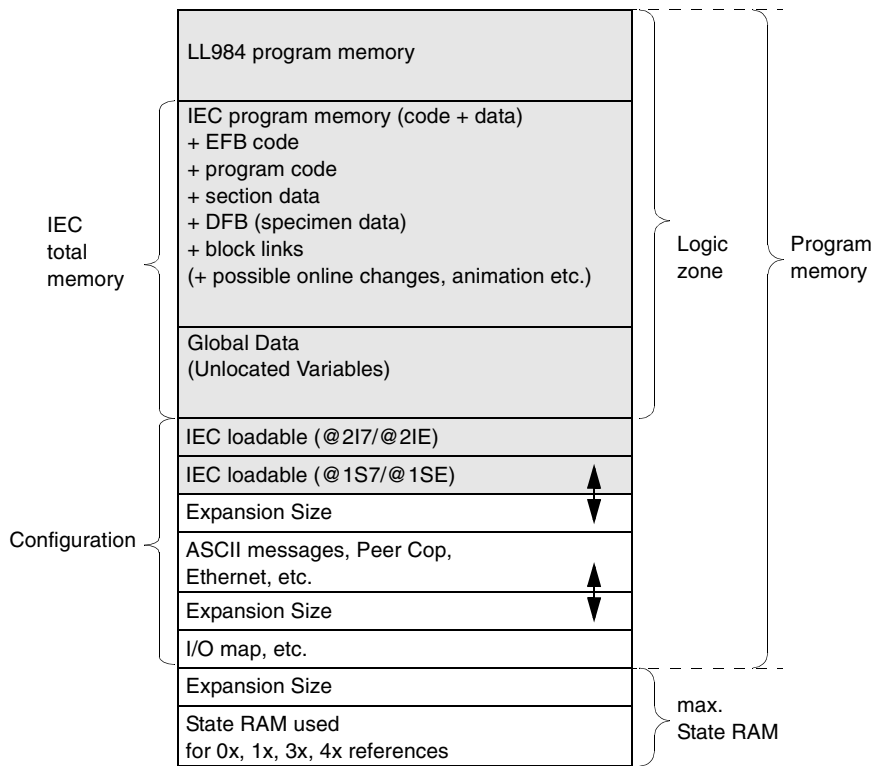 LL984 program memory
IEC program memory (code + data)
+ EFB code
+ program code
+ section data
+ DFB (specimen data)
+ block links
(+ possible online changes, animation etc.)
Global Data
(Unlocated Variables)
IEC loadable (@2I7/@2IE)
IEC loadable (@1S7/@1SE)
Expansion Size
ASCII messages, Peer Cop,
Ethernet, etc.
Expansion Size
I/O map, etc.
Expansion Size
State RAM used
for 0x, 1x, 3x, 4x references
IEC
total
memory
Configuration
Logic
zone
Program
memory
max.
State RAM